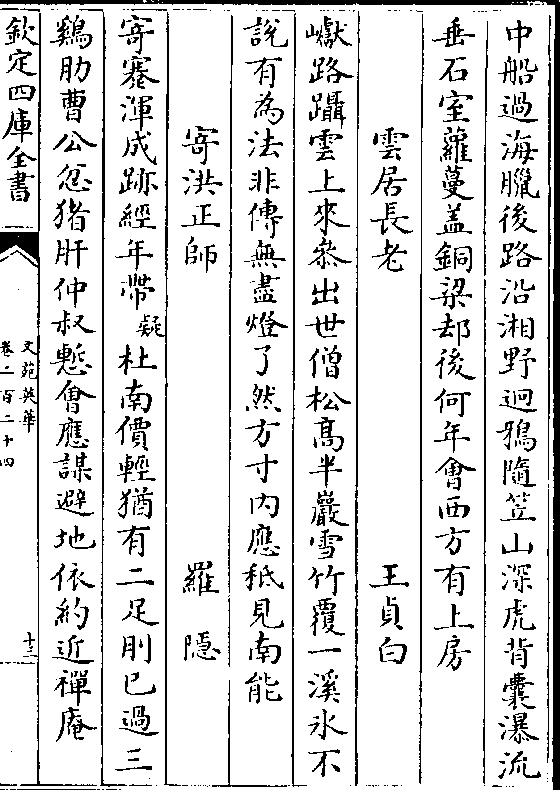 中船過海臘後路沿湘野迥鴉隨笠山深虎背囊瀑流
垂石室蘿蔓盖銅梁却後何年會西方有上房
雲居長老 王貞白
巘路躡雲上來叅出世僧松髙半巖雪竹覆一溪氷不
說有為法非傳無盡燈了然方寸内應秪見南能
寄洪正師 羅隱
寄蹇渾成跡經年帶疑杜南價輕猶有二足刖已過三
鷄肋曹公忿猪肝仲叔慙會應謀避地依約近禪庵
欽定四庫全書
文苑英華
卷二百二十四
十三